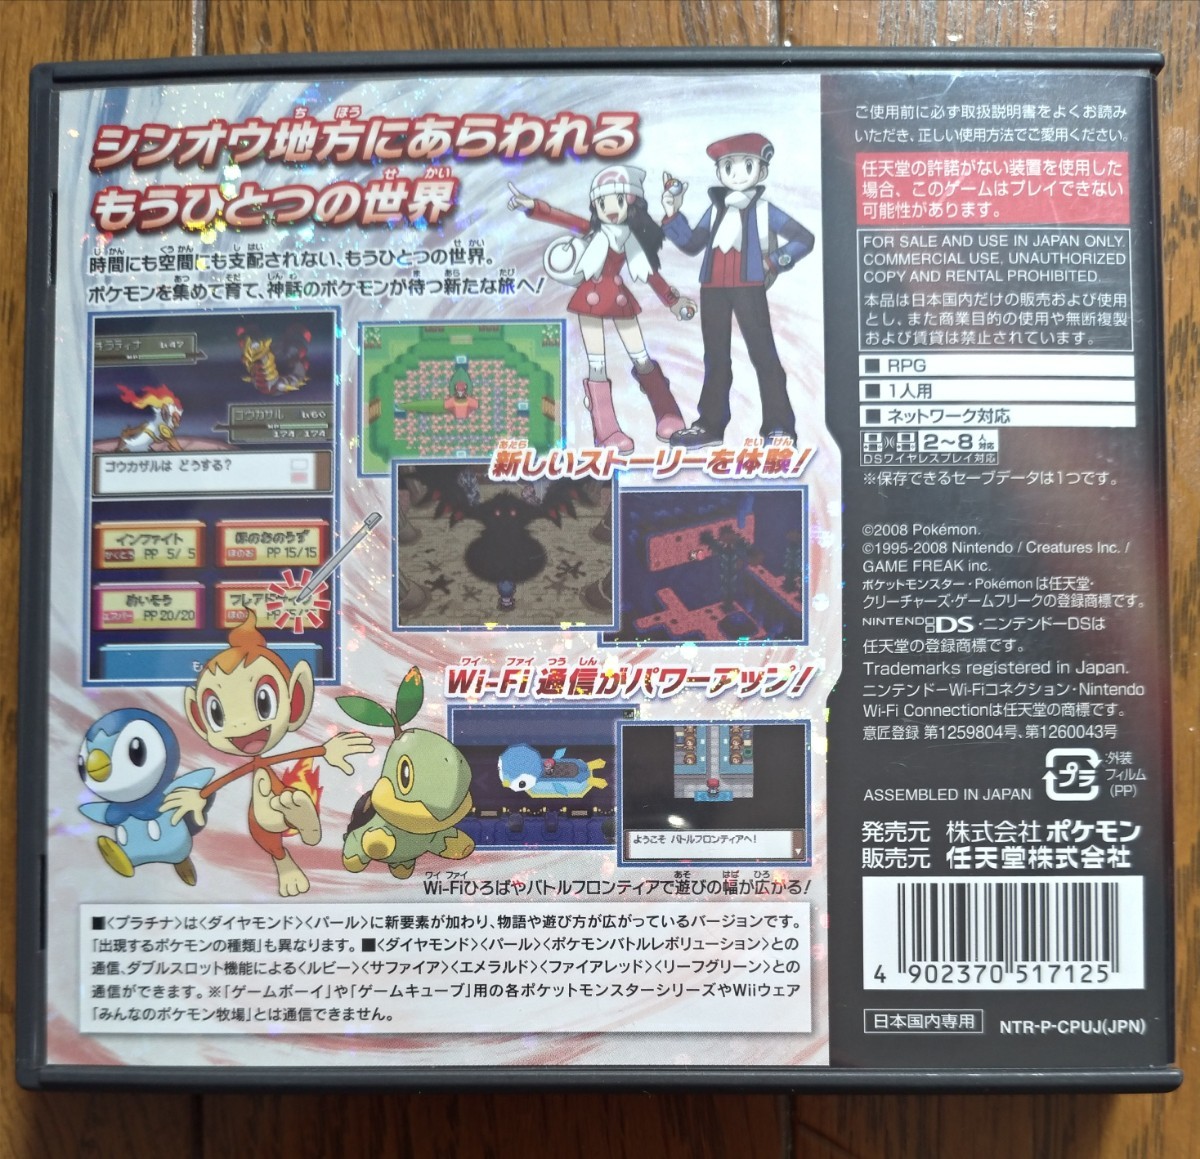 シンオウ地方にあらわれる
もうひとつの世界
時間にも空間にも支配されない、もうひとつの世界。
ポケモンを集めて育て、神話のポケモンが待つ新たな旅へ!
ギラティナ Lv47
ゴウカザル Lv60
174/174
ゴウカザルは どうする?
インファイト
かくとう PP 5/ 5
ほのおのうず
ほのお PP 15/15
めいそう
エスパー PP 20/20
新しいストーリーを体験!
Wi-Fi 通信がパワーアップ!
ようこそ バトルフロンティアへ!
Wi-Fiひろばやバトルフロンティアで遊びの幅が広がる!
■<プラチナ>は<ダイヤモンド><パール>に新要素が加わり、物語や遊び方が広がっているバージョンです。
「出現するポケモンの種類」も異なります。■<ダイヤモンド><パール><ポケモンバトルレボリューション>との
通信、ダブルスロット機能による<ルビー><サファイア><エメラルド><ファイアレッド><リーフグリーン>との
通信ができます。※「ゲームボーイ」や「ゲームキューブ」用の各ポケットモンスターシリーズやWiiウェア
「みんなのポケモン牧場」とは通信できません。
ご使用前に必ず取扱説明書をよくお読み
いただき、正しい使用方法でご愛用ください。
任天堂の許諾がない装置を使用した
場合、このゲームはプレイできない
可能性があります。
FOR SALE AND USE IN JAPAN ONLY.
COMMERCIAL USE, UNAUTHORIZED
COPY AND RENTAL PROHIBITED.
本品は日本国内だけの販売および使用
とし、また商業目的の使用や無断複製
および賃貸は禁止されています。
■ RPG
■ 1人用
■ ネットワーク対応
2〜8人対応
DSワイヤレスプレイ対応
※保存できるセーブデータは1つです。
©2008 Pokémon.
©1995-2008 Nintendo / Creatures Inc. /
GAME FREAK inc.
ポケットモンスター・Pokémonは任天堂・
クリーチャーズ・ゲームフリークの登録商標です。
NINTENDO DS・ニンテンドーDSは
任天堂の登録商標です。
Trademarks registered in Japan.
ニンテンドーWi-Fiコネクション・Nintendo
Wi-Fi Connectionは任天堂の商標です。
意匠登録 第1259804号、第1260043号
ASSEMBLED IN JAPAN
プラ
:外装
フィルム
(PP)
発売元 株式会社ポケモン
販売元 任天堂株式会社
4 902370 517125
日本国内専用
NTR-P-CPUJ(JPN)